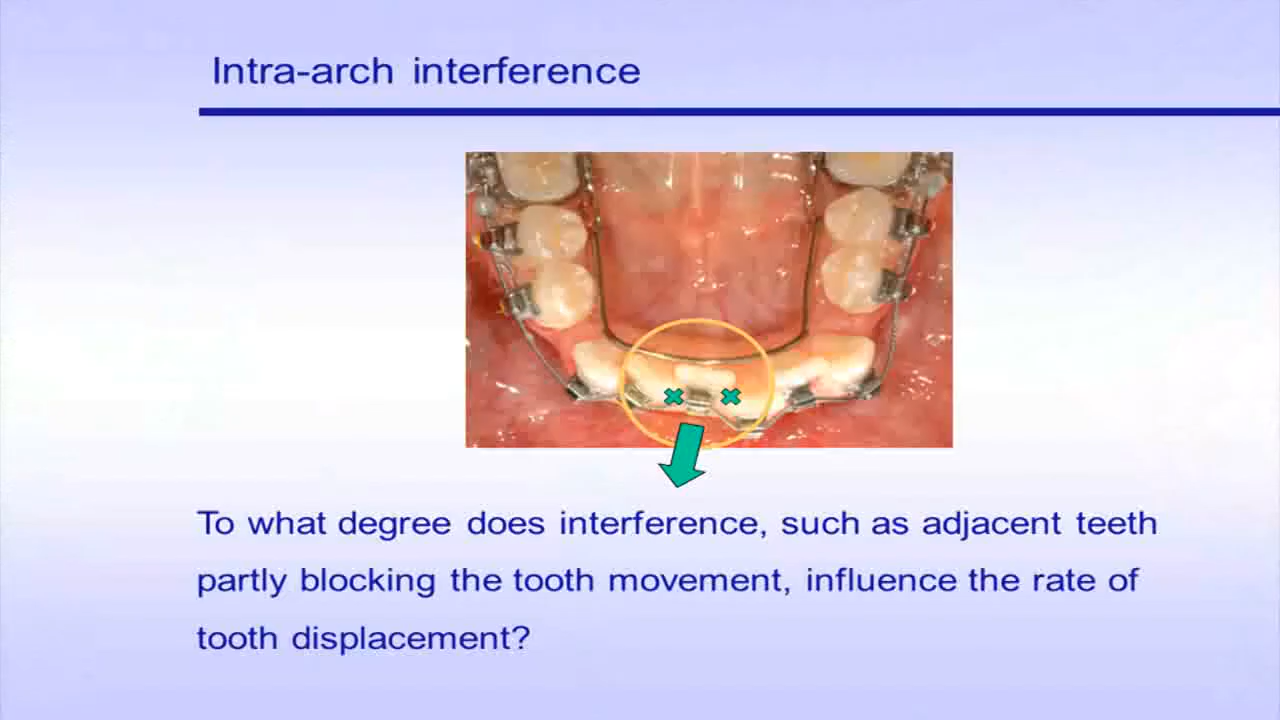 Intra-arch interference
To what degree does interference, such as adjacent teeth
partly blocking the tooth movement, influence the rate of
tooth displacement?